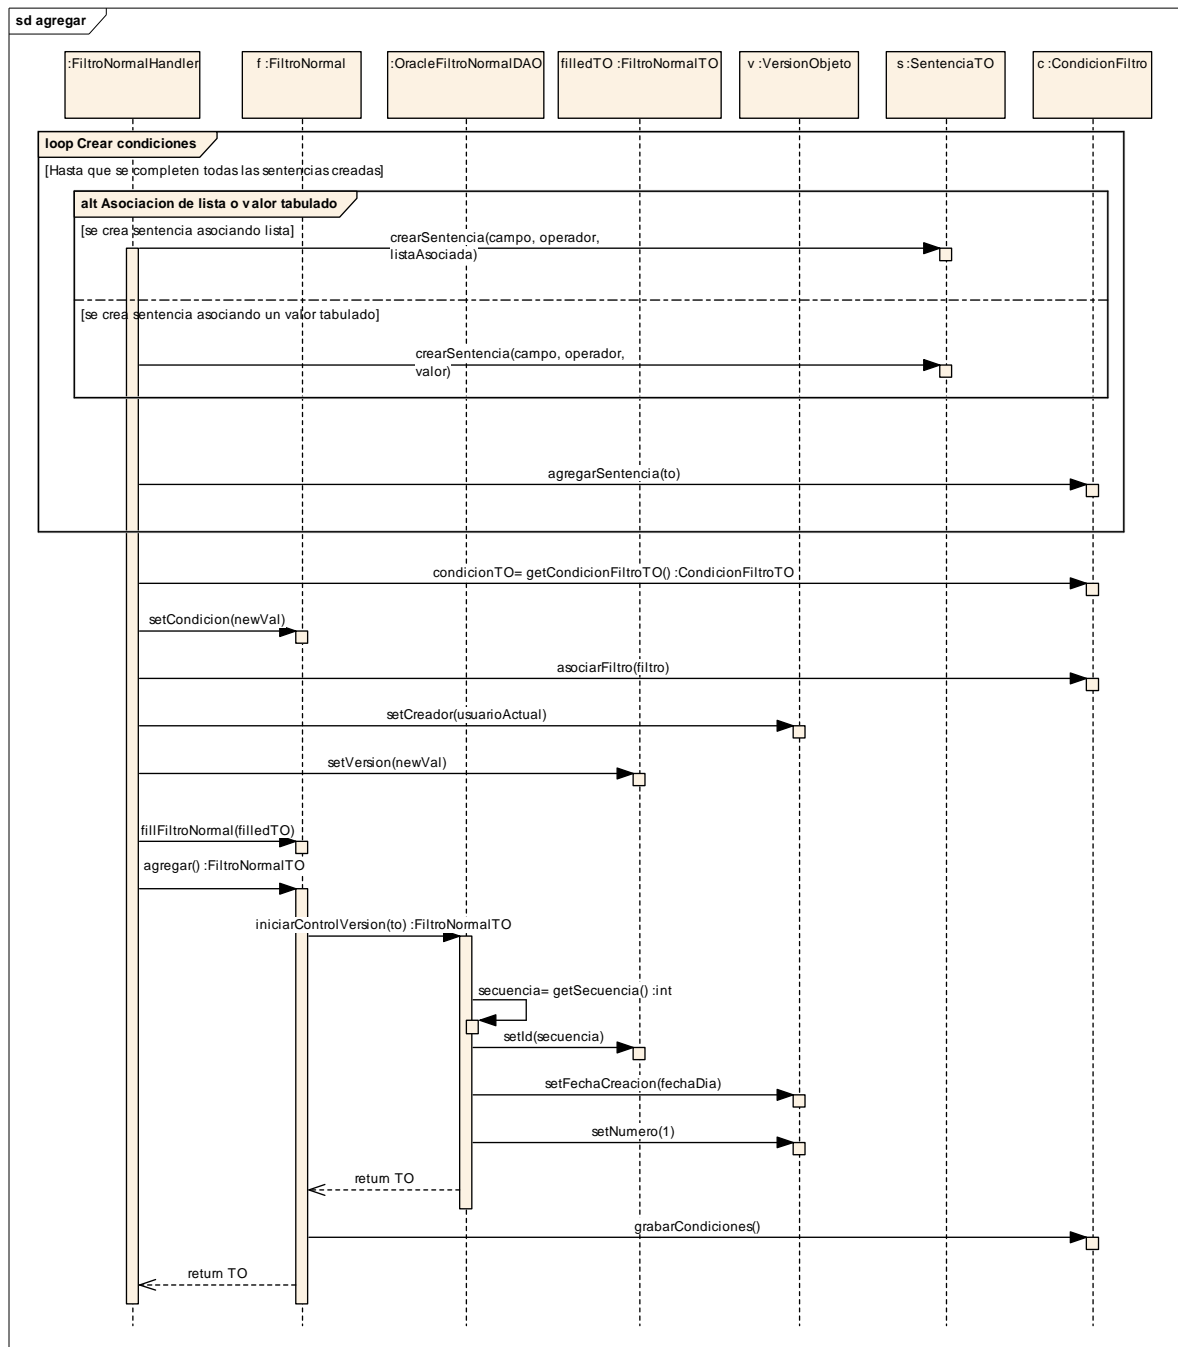 sd agregar
:FiltroNormalHandler
f :FiltroNormal
:OracleFiltroNormalDAO
filledTO :FiltroNormalTO
v :VersionObjeto
s :SentenciaTO
c :CondicionFiltro
loop Crear condiciones
[Hasta que se completen todas las sentencias creadas]
alt Asociacion de lista o valor tabulado
[se crea sentencia asociando lista]
crearSentencia(campo, operador,
listaAsociada)
[se crea sentencia asociando un valor tabulado]
crearSentencia(campo, operador,
valor)
agregarSentencia(to)
condicionTO= getCondicionFiltroTO() :CondicionFiltroTO
setCondicion(newVal)
asociarFiltro(filtro)
setCreador(usuarioActual)
setVersion(newVal)
fillFiltroNormal(filledTO)
agregar() :FiltroNormalTO
iniciarControlVersion(to) :FiltroNormalTO
secuencia= getSecuencia() :int
setId(secuencia)
setFechaCreacion(fechaDia)
setNumero(1)
return TO
grabarCondiciones()
return TO